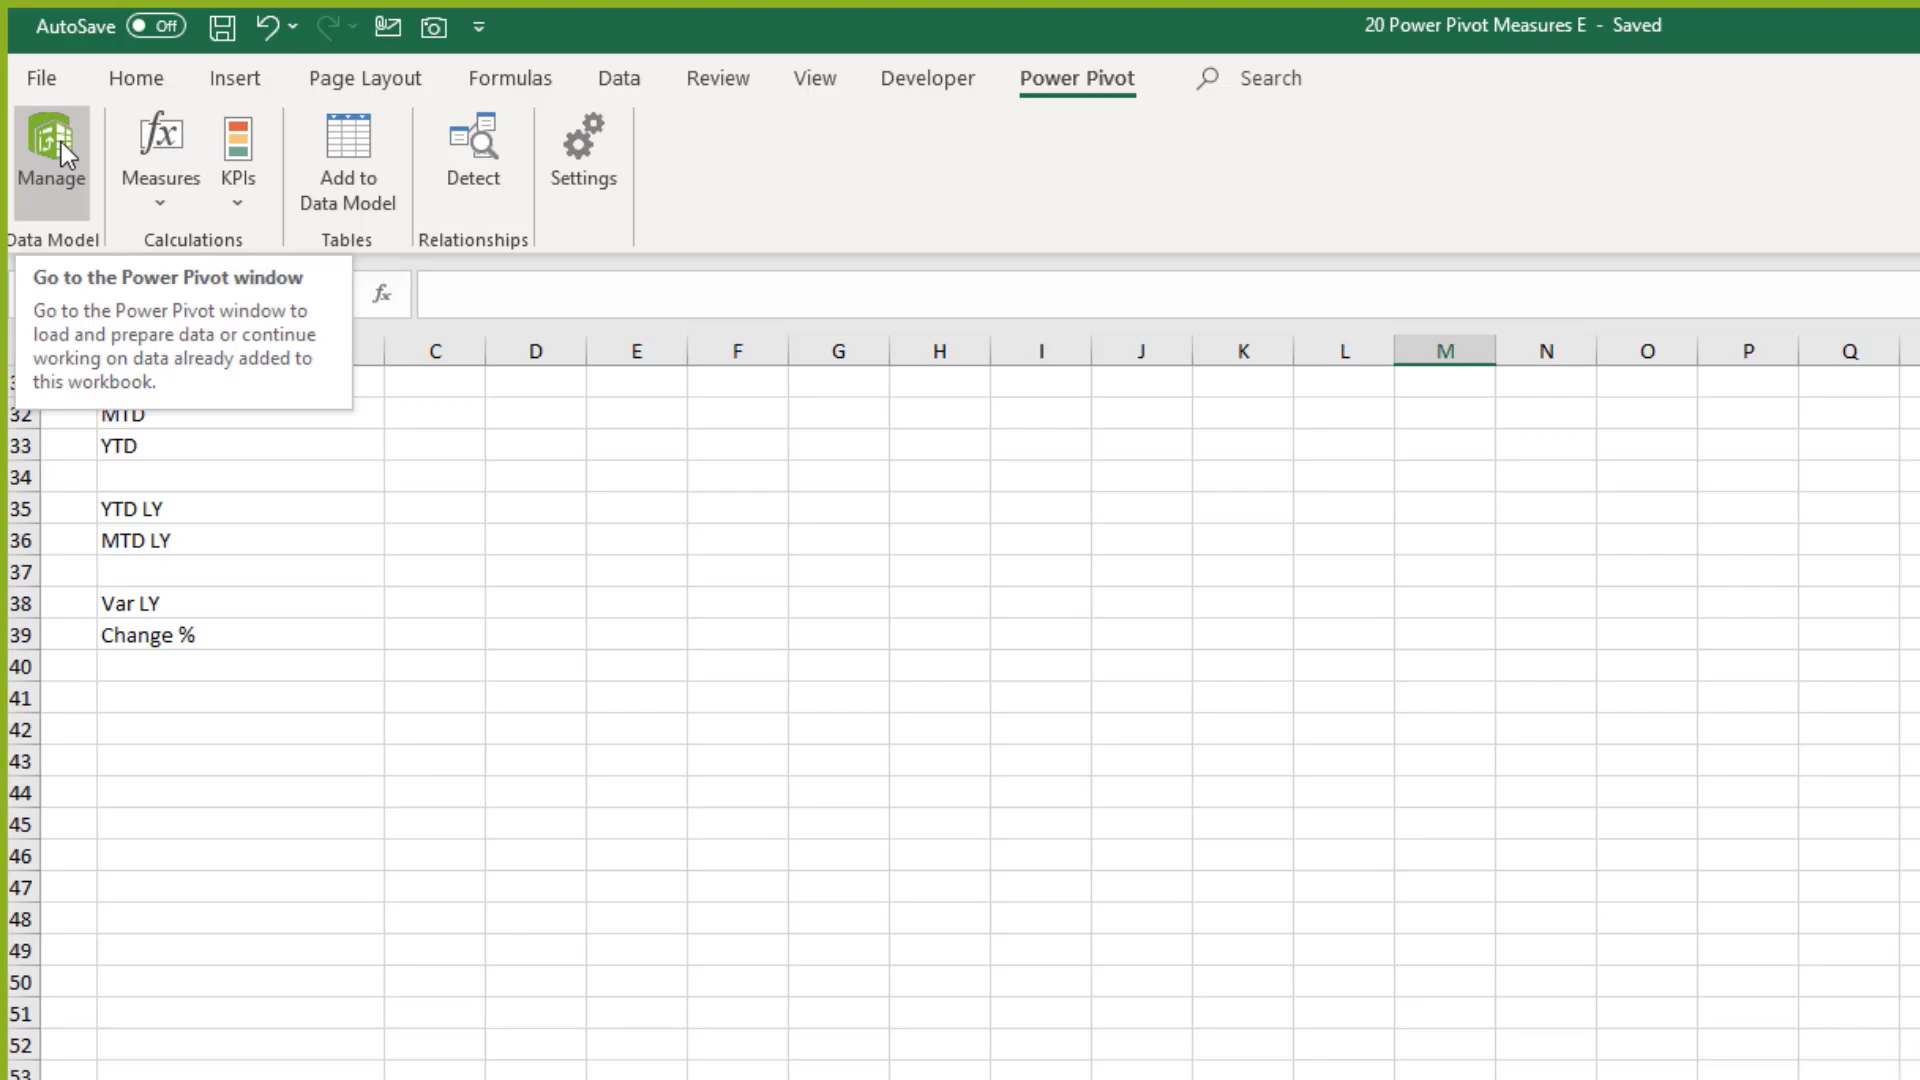 AutoSave Off
20 Power Pivot Measures E - Saved
File Home Insert Page Layout Formulas Data Review View Developer Power Pivot Search
Manage Measures KPIs Add to Data Model Detect Settings
Data Model Calculations Tables Relationships
Go to the Power Pivot window
Go to the Power Pivot window to
load and prepare data or continue
working on data already added to
this workbook.
fx
C D E F G H I J K L M N O P Q
32 MTD
33 YTD
34
35 YTD LY
36 MTD LY
37
38 Var LY
39 Change %
40
41
42
43
44
45
46
47
48
49
50
51
52
53